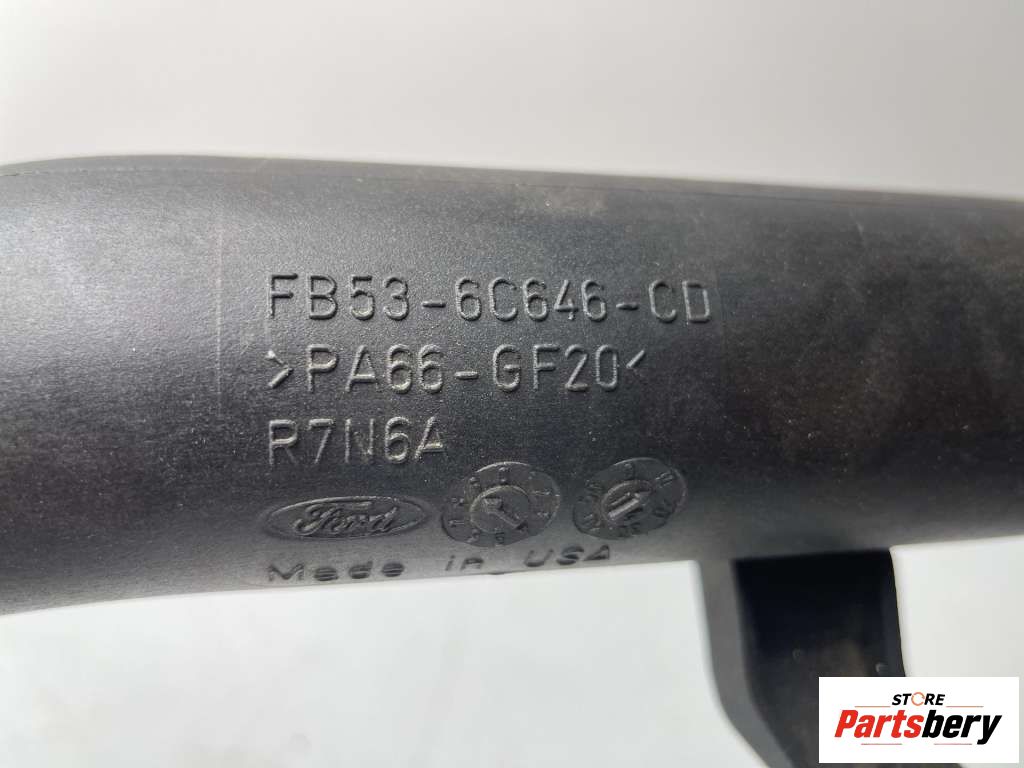 FB53-6C646-CD
>PA66-GF20<
R7N6A
Ford
Made in USA
STORE
Partsbery